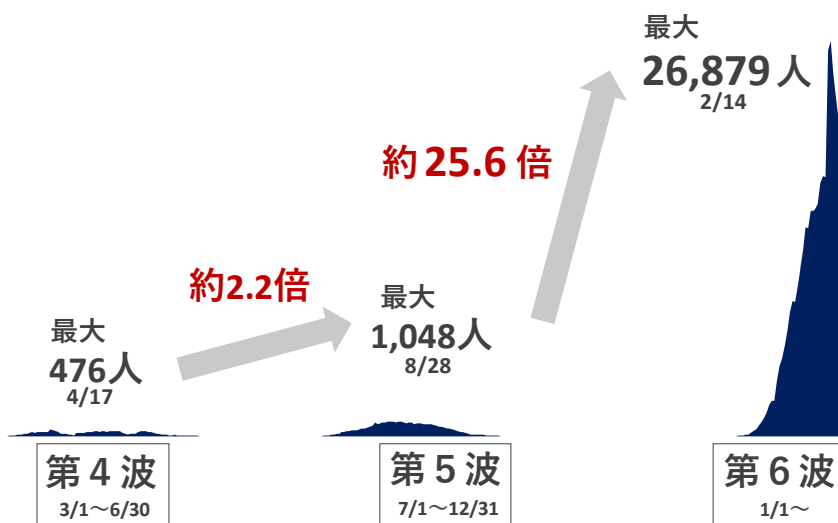 最大
26,879人
2/14
約25.6倍
約2.2倍
最大
1,048人
8/28
最大
476人
4/17
第４波
3/1～6/30
第５波
7/1～12/31
第６波
1/1～